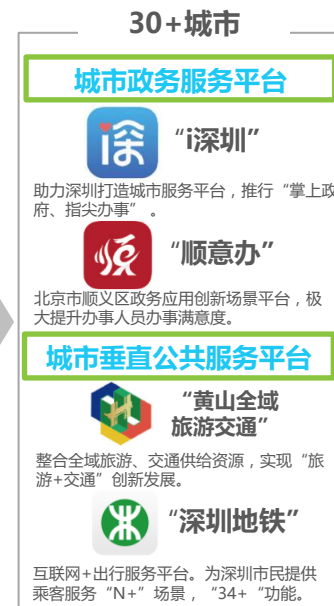 30+城市
城市政务服务平台
深
“i深圳”
助力深圳打造城市服务平台，推行“掌上政
府、指尖办事” 。
顺
“顺意办”
北京市顺义区政务应用创新场景平台，极
大提升办事人员办事满意度。
城市垂直公共服务平台
“黄山全域
旅游交通”
整合全域旅游、交通供给资源，实现“旅
游+交通”创新发展。
“深圳地铁”
互联网+出行服务平台。为深圳市民提供
乘客服务“N+”场景，“34+“功能。